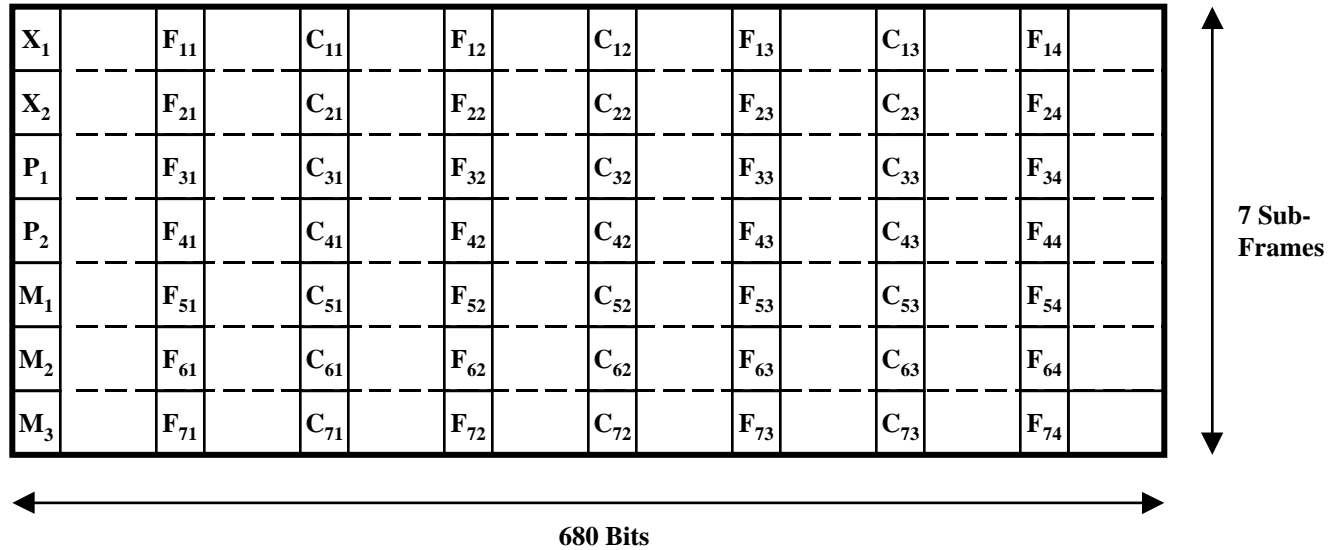 X₁ F₁₁ C₁₁ F₁₂ C₁₂ F₁₃ C₁₃ F₁₄
X₂ F₂₁ C₂₁ F₂₂ C₂₂ F₂₃ C₂₃ F₂₄
P₁ F₃₁ C₃₁ F₃₂ C₃₂ F₃₃ C₃₃ F₃₄
P₂ F₄₁ C₄₁ F₄₂ C₄₂ F₄₃ C₄₃ F₄₄
M₁ F₅₁ C₅₁ F₅₂ C₅₂ F₅₃ C₅₃ F₅₄
M₂ F₆₁ C₆₁ F₆₂ C₆₂ F₆₃ C₆₃ F₆₄
M₃ F₇₁ C₇₁ F₇₂ C₇₂ F₇₃ C₇₃ F₇₄
7 Sub-
Frames
680 Bits